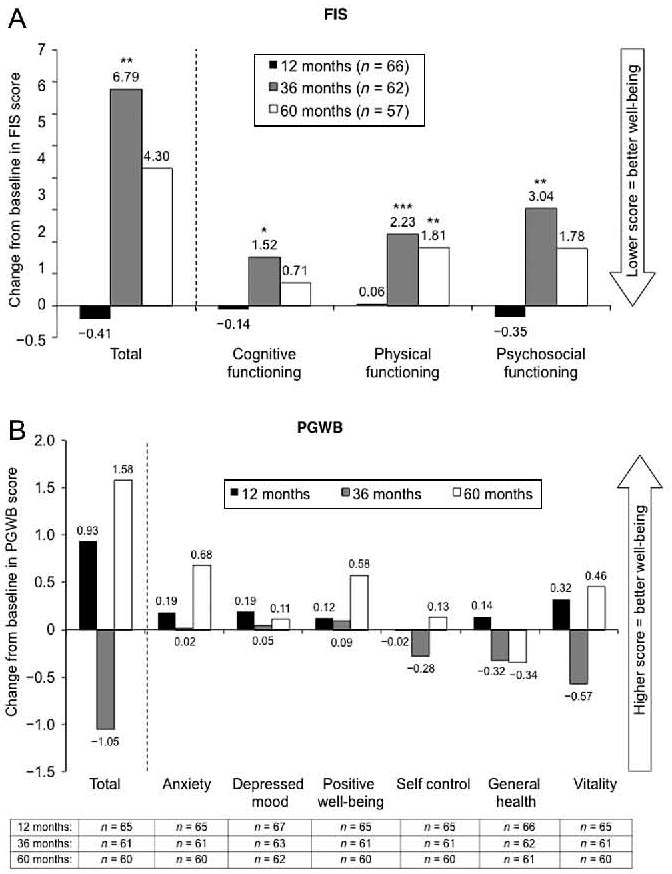 A
FIS
Change from baseline in FIS score
7
6
5
4
3
2
1
0
−0.5
12 months (n = 66)
36 months (n = 62)
60 months (n = 57)
Lower score = better well-being
**
6.79
4.30
−0.41
*
1.52
0.71
−0.14
***
2.23
**
1.81
0.06
**
3.04
1.78
−0.35
Total
Cognitive functioning
Physical functioning
Psychosocial functioning
B
PGWB
Change from baseline in PGWB score
2.0
1.5
1.0
0.5
0
−0.5
−1.0
−1.5
12 months
36 months
60 months
Higher score = better well-being
0.93
−1.05
1.58
0.19
0.02
0.68
0.19
0.05
0.11
0.12
0.09
0.58
−0.02
−0.28
0.13
0.14
−0.32
−0.34
0.32
−0.57
0.46
Total
Anxiety
Depressed mood
Positive well-being
Self control
General health
Vitality
12 months: n = 65 n = 65 n = 67 n = 65 n = 65 n = 66 n = 65
36 months: n = 61 n = 61 n = 63 n = 61 n = 61 n = 62 n = 61
60 months: n = 60 n = 60 n = 62 n = 60 n = 60 n = 61 n = 60